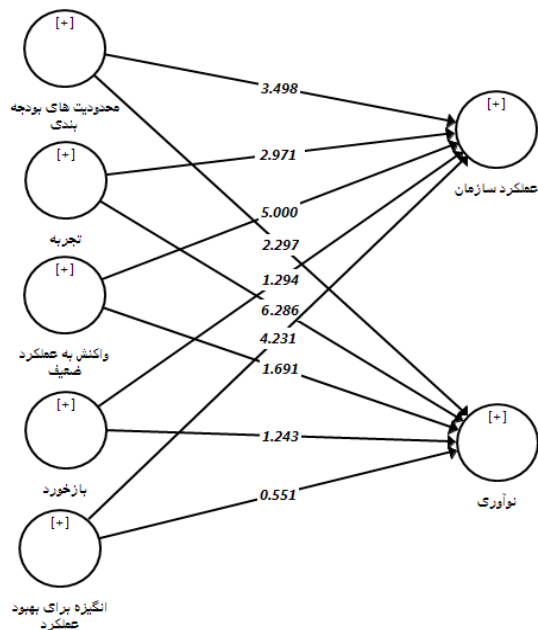 [+]
محدودیت های بودجه
بندی
[+]
تجربه
[+]
واکنش به عملکرد
ضعیف
[+]
بازخورد
[+]
انگیزه برای بهبود
عملکرد
3.498
2.971
5.000
2.297
1.294
6.286
4.231
1.691
1.243
0.551
[+]
عملکرد سازمان
[+]
نوآوری